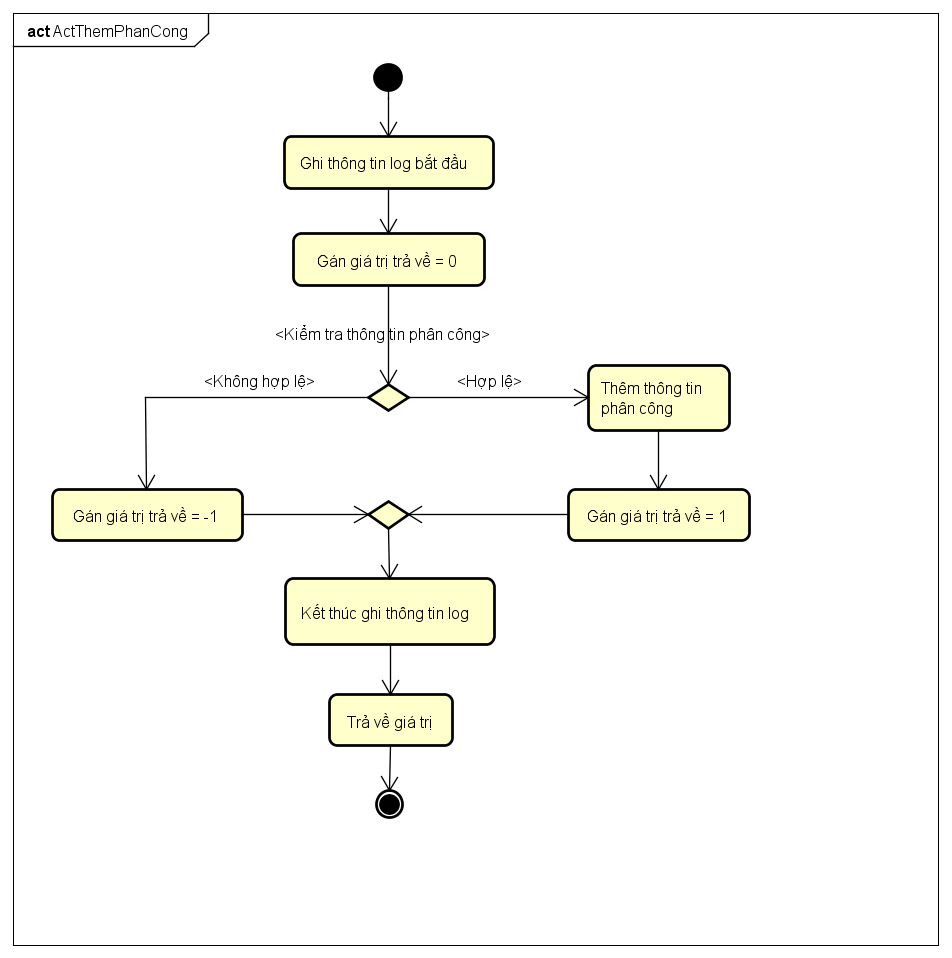 act ActThemPhanCong
Ghi thông tin log bắt đầu
Gán giá trị trả về = 0
<Kiểm tra thông tin phân công>
<Không hợp lệ>
<Hợp lệ>
Thêm thông tin
phân công
Gán giá trị trả về = -1
Gán giá trị trả về = 1
Kết thúc ghi thông tin log
Trả về giá trị